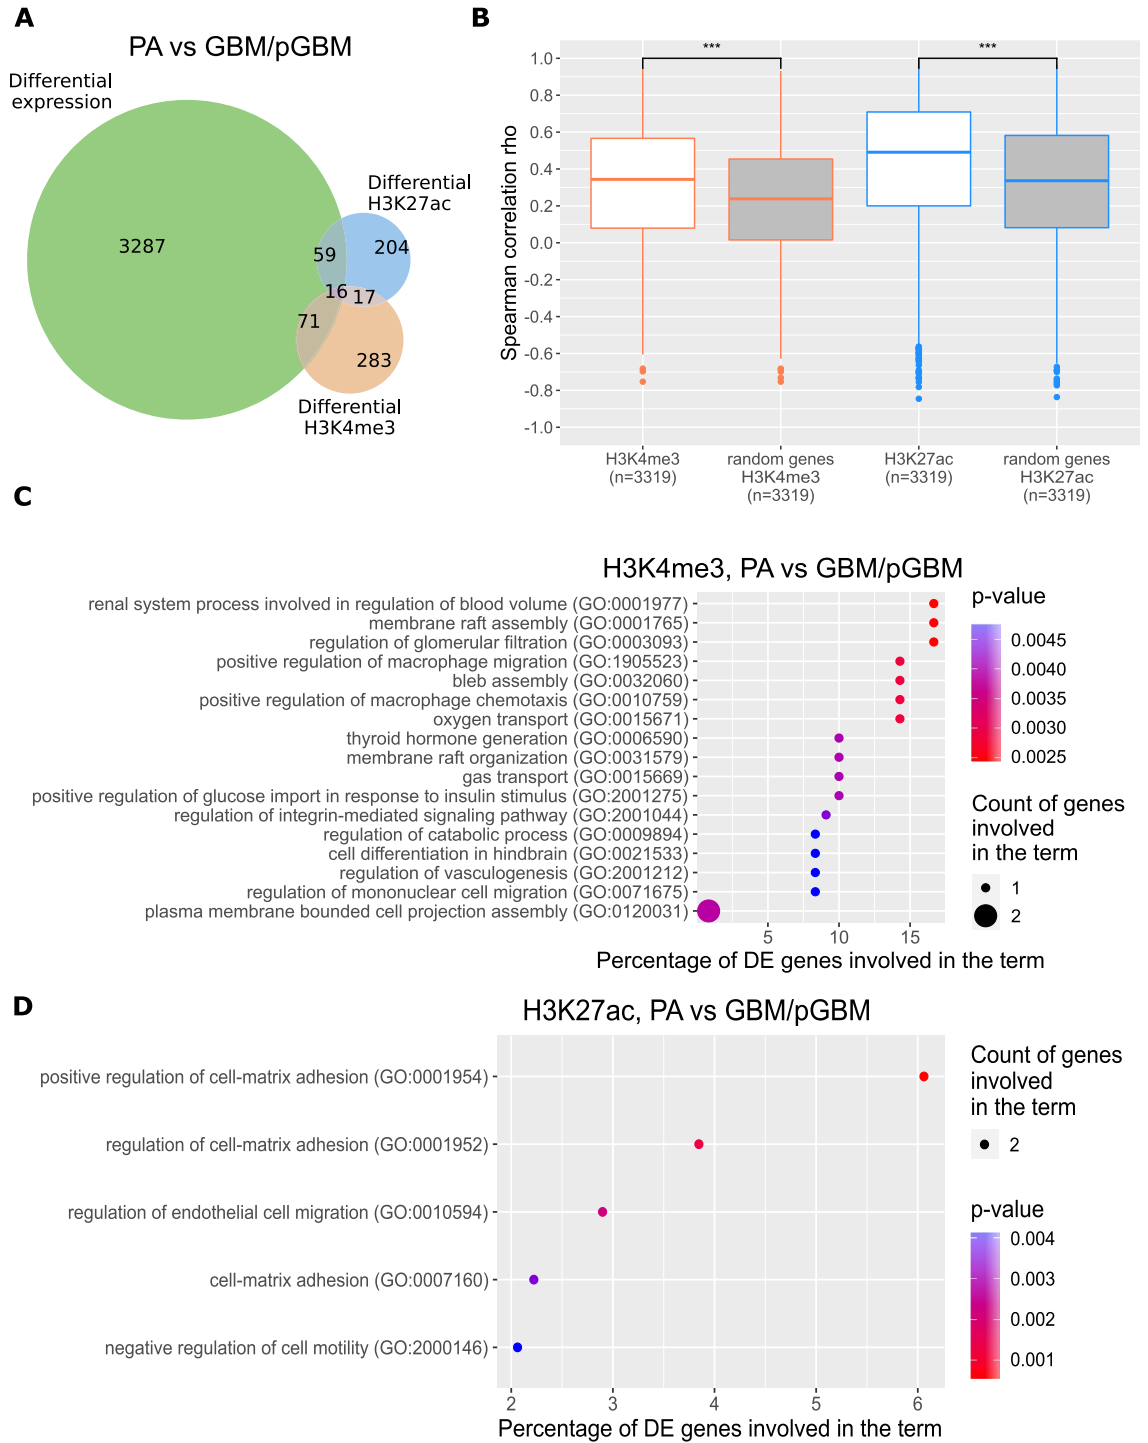 A
PA vs GBM/pGBM
Differential
expression
Differential
H3K27ac
3287
59
204
16
17
71
283
Differential
H3K4me3
B
Spearman correlation rho
1.0
0.8
0.6
0.4
0.2
0.0
-0.2
-0.4
-0.6
-0.8
-1.0
***
***
H3K4me3
(n=3319)
random genes
H3K4me3
(n=3319)
H3K27ac
(n=3319)
random genes
H3K27ac
(n=3319)
C
H3K4me3, PA vs GBM/pGBM
renal system process involved in regulation of blood volume (GO:0001977)
membrane raft assembly (GO:0001765)
regulation of glomerular filtration (GO:0003093)
positive regulation of macrophage migration (GO:1905523)
bleb assembly (GO:0032060)
positive regulation of macrophage chemotaxis (GO:0010759)
oxygen transport (GO:0015671)
thyroid hormone generation (GO:0006590)
membrane raft organization (GO:0031579)
gas transport (GO:0015669)
positive regulation of glucose import in response to insulin stimulus (GO:2001275)
regulation of integrin-mediated signaling pathway (GO:2001044)
regulation of catabolic process (GO:0009894)
cell differentiation in hindbrain (GO:0021533)
regulation of vasculogenesis (GO:2001212)
regulation of mononuclear cell migration (GO:0071675)
plasma membrane bounded cell projection assembly (GO:0120031)
5
10
15
Percentage of DE genes involved in the term
p-value
0.0045
0.0040
0.0035
0.0030
0.0025
Count of genes
involved
in the term
1
2
D
H3K27ac, PA vs GBM/pGBM
positive regulation of cell-matrix adhesion (GO:0001954)
regulation of cell-matrix adhesion (GO:0001952)
regulation of endothelial cell migration (GO:0010594)
cell-matrix adhesion (GO:0007160)
negative regulation of cell motility (GO:2000146)
2
3
4
5
6
Percentage of DE genes involved in the term
Count of genes
involved
in the term
2
p-value
0.004
0.003
0.002
0.001